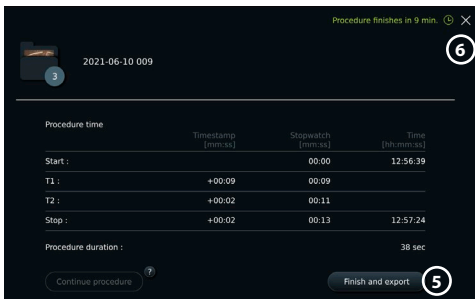 Procedure finishes in 9 min.
6
3
2021-06-10 009
Procedure time
Timestamp [mm:ss] Stopwatch [mm:ss] Time [hh:mm:ss]
Start : 00:00 12:56:39
T1 : +00:09 00:09
T2 : +00:02 00:11
Stop : +00:02 00:13 12:57:24
Procedure duration : 38 sec
Continue procedure ? Finish and export 5